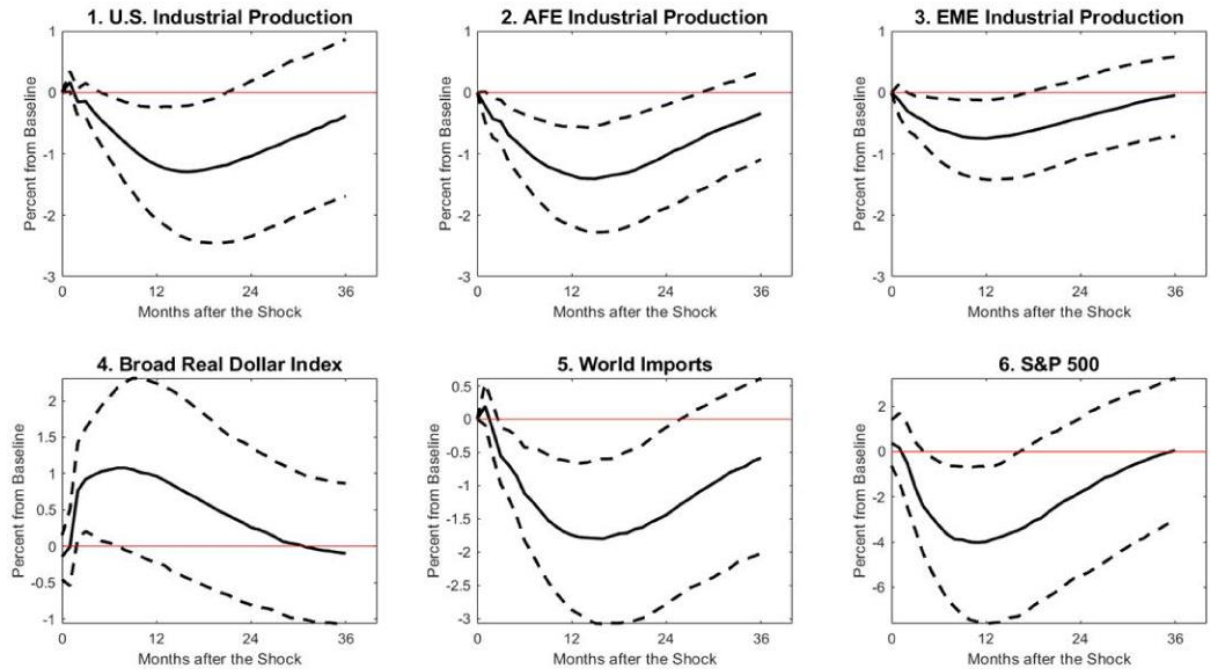 1. U.S. Industrial Production
Percent from Baseline
1
0
-1
-2
-3
0 12 24 36
Months after the Shock
2. AFE Industrial Production
Percent from Baseline
1
0
-1
-2
-3
0 12 24 36
Months after the Shock
3. EME Industrial Production
Percent from Baseline
1
0
-1
-2
-3
0 12 24 36
Months after the Shock
4. Broad Real Dollar Index
Percent from Baseline
2
1.5
1
0.5
0
-0.5
-1
0 12 24 36
Months after the Shock
5. World Imports
Percent from Baseline
0.5
0
-0.5
-1
-1.5
-2
-2.5
-3
0 12 24 36
Months after the Shock
6. S&P 500
Percent from Baseline
2
0
-2
-4
-6
0 12 24 36
Months after the Shock